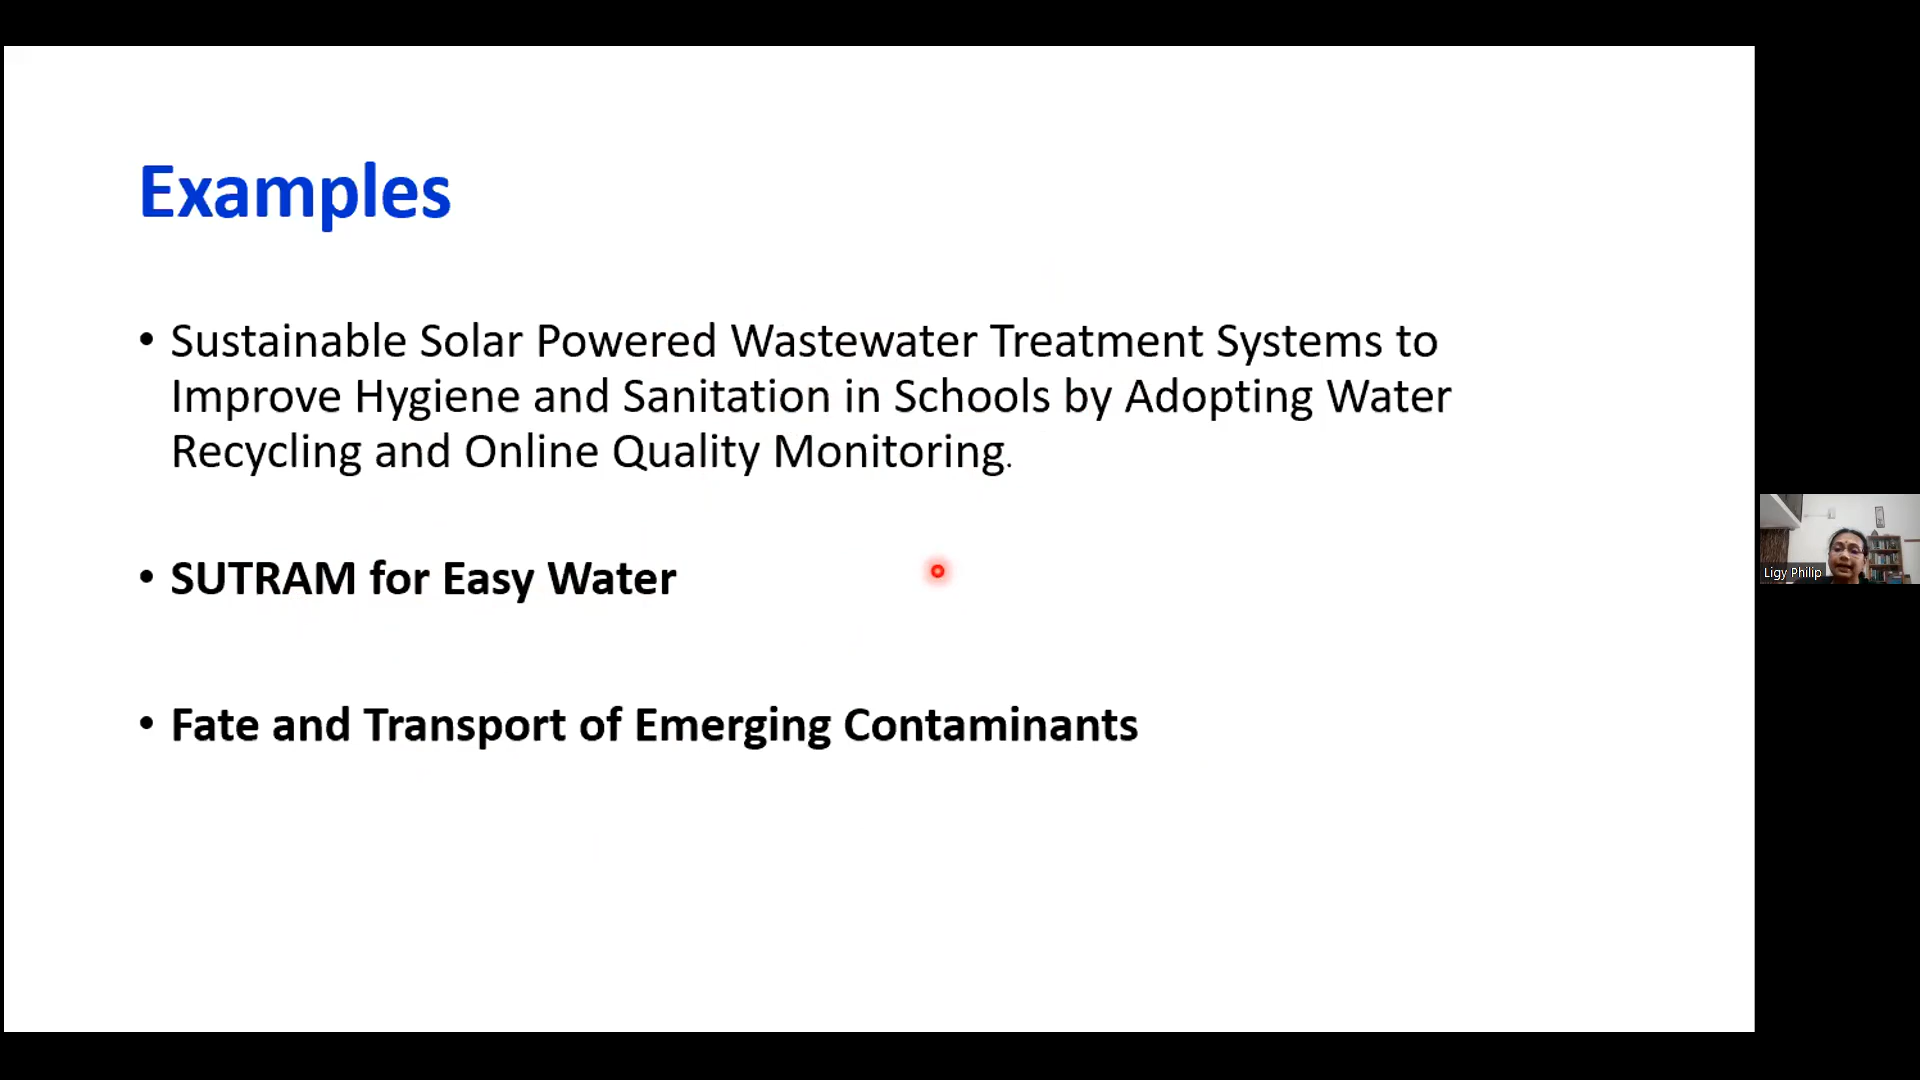 Examples
• Sustainable Solar Powered Wastewater Treatment Systems to
Improve Hygiene and Sanitation in Schools by Adopting Water
Recycling and Online Quality Monitoring.
• SUTRAM for Easy Water
• Fate and Transport of Emerging Contaminants
Ligy Philip